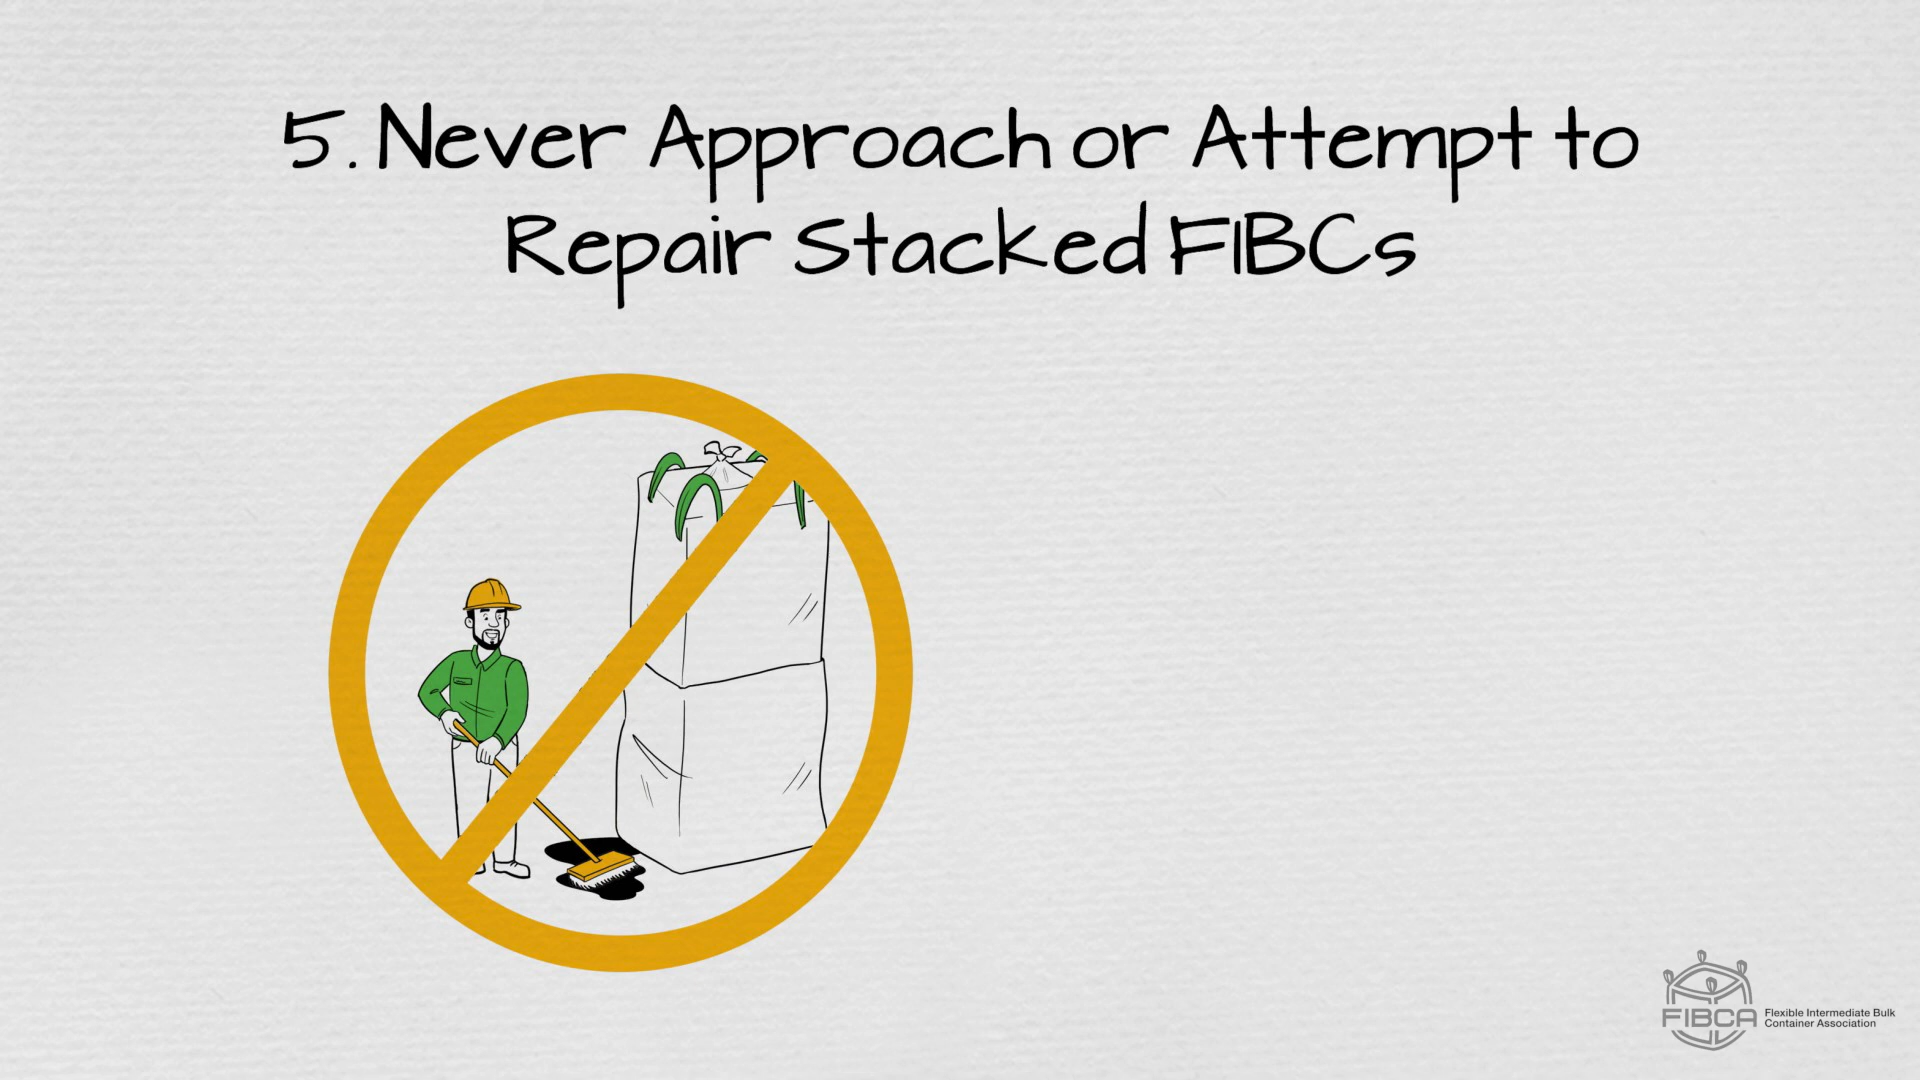 5. Never Approach or Attempt to
Repair Stacked FIBCs
FIBCA
Flexible Intermediate Bulk
Container Association